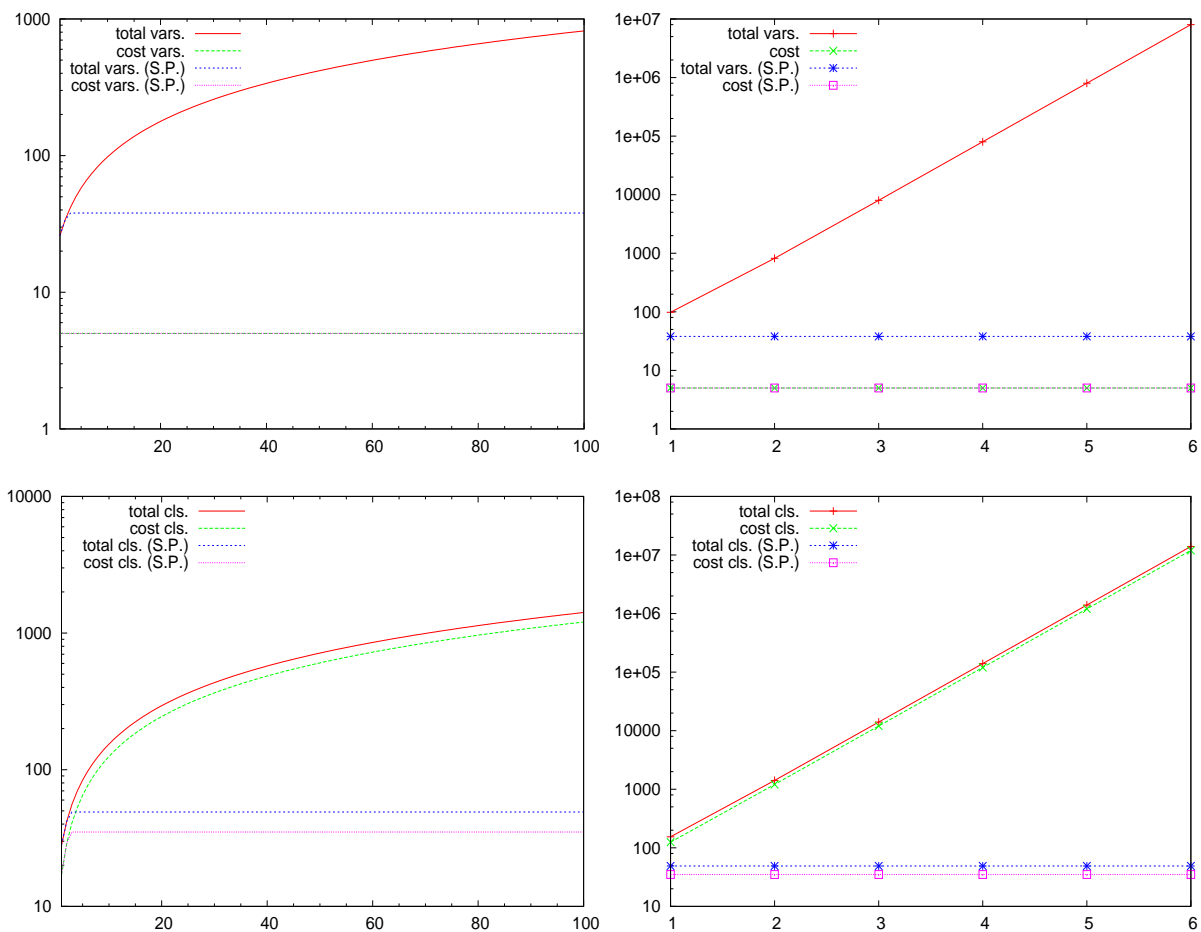 1000
100
10
1
total vars.
cost vars.
total vars. (S.P.)
cost vars. (S.P.)
20 40 60 80 100
1e+07
1e+06
1e+05
10000
1000
100
10
1
total vars.
cost
total vars. (S.P.)
cost (S.P.)
1 2 3 4 5 6
10000
1000
100
10
total cls.
cost cls.
total cls. (S.P.)
cost cls. (S.P.)
20 40 60 80 100
1e+08
1e+07
1e+06
1e+05
10000
1000
100
10
total cls.
cost cls.
total cls. (S.P.)
cost cls. (S.P.)
1 2 3 4 5 6